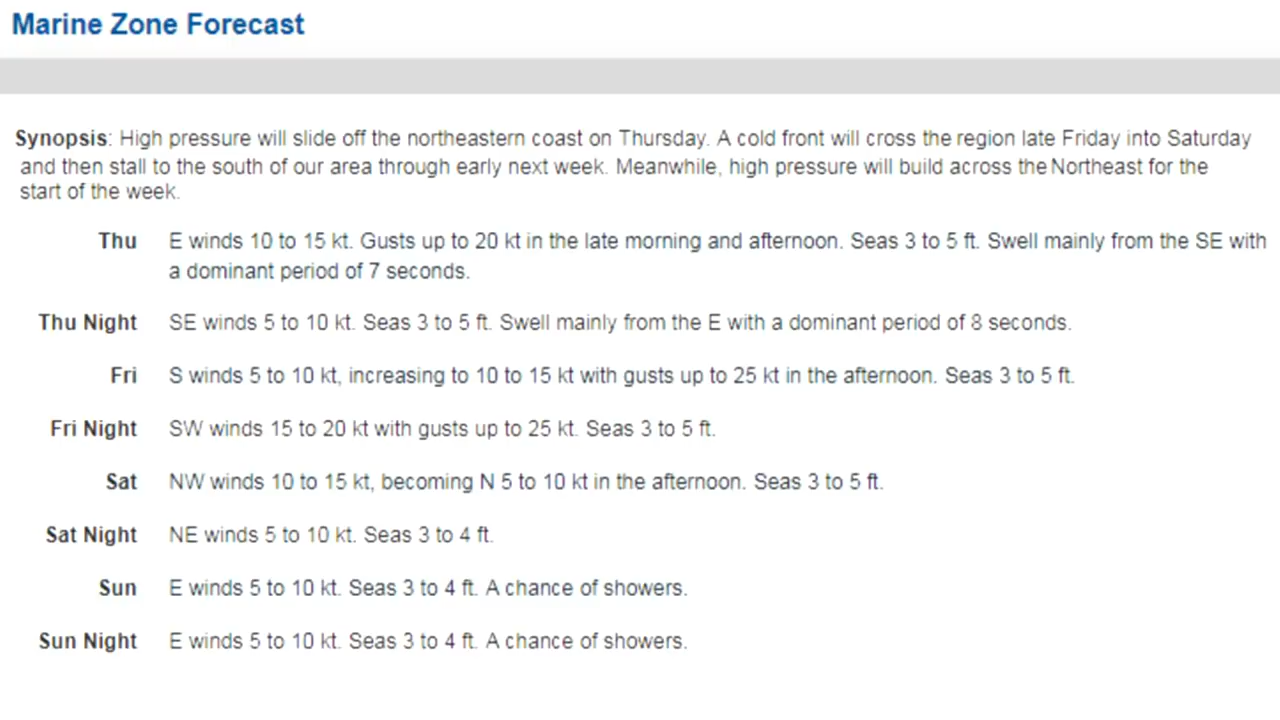 Marine Zone Forecast
Synopsis: High pressure will slide off the northeastern coast on Thursday. A cold front will cross the region late Friday into Saturday
and then stall to the south of our area through early next week. Meanwhile, high pressure will build across the Northeast for the
start of the week.
Thu E winds 10 to 15 kt. Gusts up to 20 kt in the late morning and afternoon. Seas 3 to 5 ft. Swell mainly from the SE with
a dominant period of 7 seconds.
Thu Night SE winds 5 to 10 kt. Seas 3 to 5 ft. Swell mainly from the E with a dominant period of 8 seconds.
Fri S winds 5 to 10 kt, increasing to 10 to 15 kt with gusts up to 25 kt in the afternoon. Seas 3 to 5 ft.
Fri Night SW winds 15 to 20 kt with gusts up to 25 kt. Seas 3 to 5 ft.
Sat NW winds 10 to 15 kt, becoming N 5 to 10 kt in the afternoon. Seas 3 to 5 ft.
Sat Night NE winds 5 to 10 kt. Seas 3 to 4 ft.
Sun E winds 5 to 10 kt. Seas 3 to 4 ft. A chance of showers.
Sun Night E winds 5 to 10 kt. Seas 3 to 4 ft. A chance of showers.